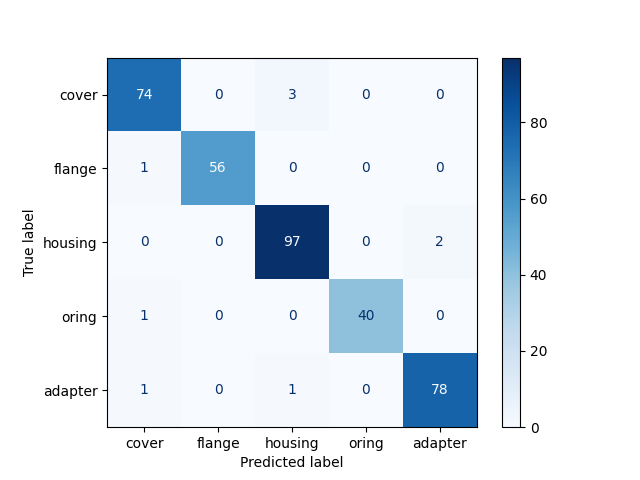 cover 74 0 3 0 0
flange 1 56 0 0 0
housing 0 0 97 0 2
oring 1 0 0 40 0
adapter 1 0 1 0 78
cover flange housing oring adapter
Predicted label
True label
80
60
40
20
0